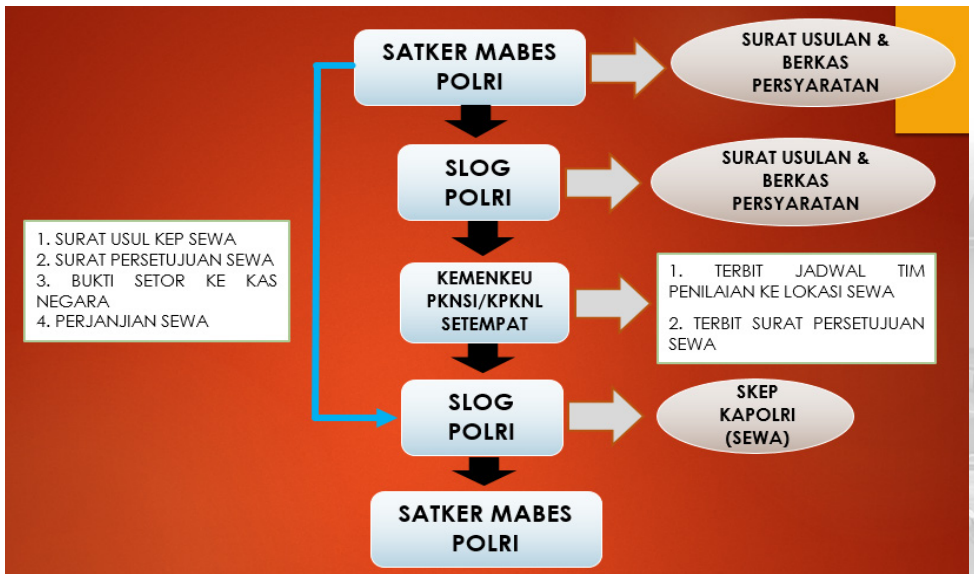 SATKER MABES
POLRI
SURAT USULAN &
BERKAS
PERSYARATAN
SLOG
POLRI
SURAT USULAN &
BERKAS
PERSYARATAN
1. SURAT USUL KEP SEWA
2. SURAT PERSETUJUAN SEWA
3. BUKTI SETOR KE KAS
NEGARA
4. PERJANJIAN SEWA
KEMENKEU
PKNSI/KPKNL
SETEMPAT
1. TERBIT JADWAL TIM
PENILAIAN KE LOKASI SEWA
2. TERBIT SURAT PERSETUJUAN
SEWA
SLOG
POLRI
SKEP
KAPOLRI
(SEWA)
SATKER MABES
POLRI